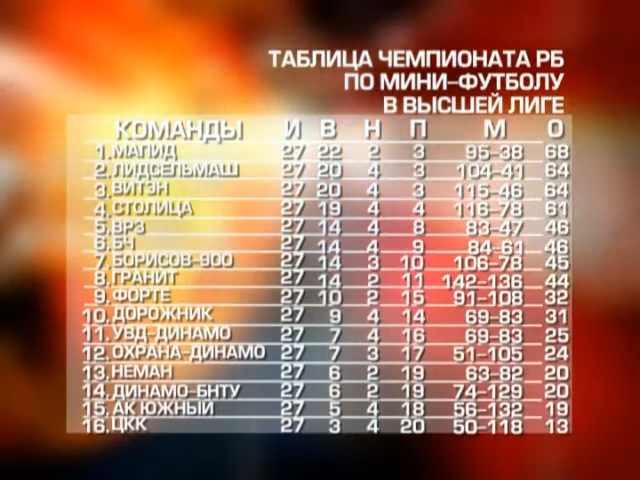 ТАБЛИЦА ЧЕМПИОНАТА РБ
ПО МИНИ-ФУТБОЛУ
В ВЫСШЕЙ ЛИГЕ
КОМАНДЫ И В Н П М О
1. МАПИД 27 22 2 3 95-38 68
2. ЛИДСЕЛЬМАШ 27 20 4 3 104-41 64
3. ВИТЭН 27 20 4 3 115-46 64
4. СТОЛИЦА 27 19 4 4 116-78 61
5. ВРЗ 27 14 4 8 83-47 46
6. БЧ 27 14 4 9 84-61 46
7. БОРИСОВ-900 27 14 3 10 106-78 45
8. ГРАНИТ 27 14 2 11 142-136 44
9. ФОРТЕ 27 10 2 15 91-108 32
10. ДОРОЖНИК 27 9 4 14 69-83 31
11. УВД-ДИНАМО 27 7 4 16 69-83 25
12. ОХРАНА-ДИНАМО 27 7 3 17 51-105 24
13. НЕМАН 27 6 2 19 63-82 20
14. ДИНАМО-БНТУ 27 6 2 19 74-129 20
15. АК ЮЖНЫЙ 27 5 4 18 56-132 19
16. ЦКК 27 3 4 20 50-118 13